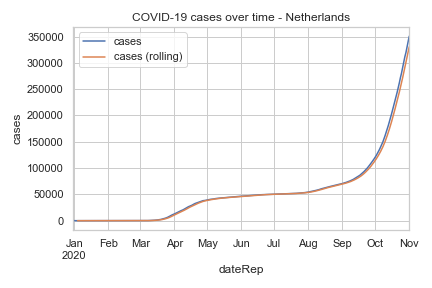 COVID-19 cases over time - Netherlands
cases
cases (rolling)
350000
300000
250000
200000
150000
100000
50000
0
cases
Jan Feb Mar Apr May Jun Jul Aug Sep Oct Nov
2020
dateRep